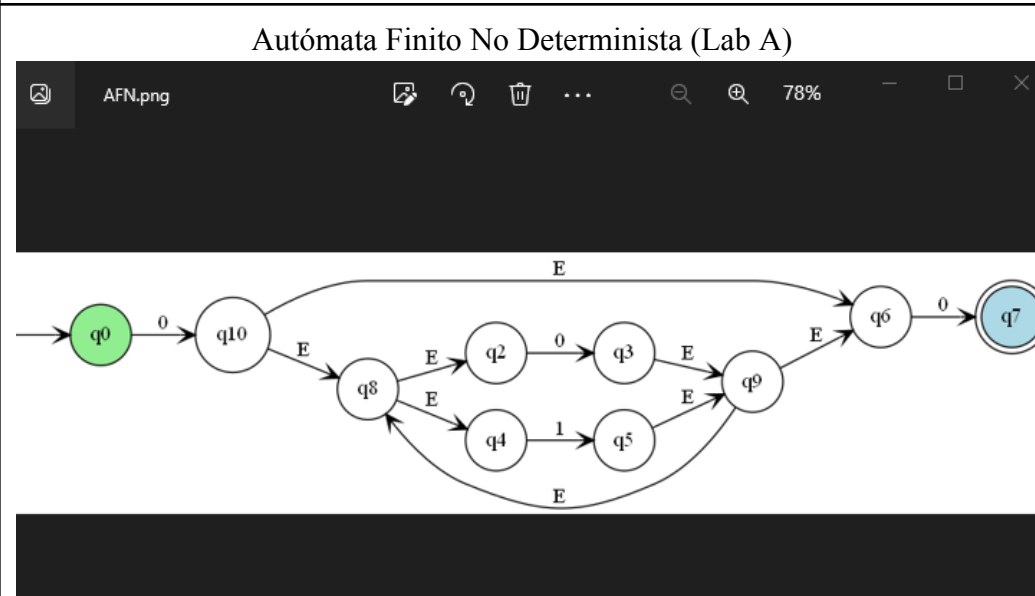 Autómata Finito No Determinista (Lab A)
AFN.png
78%
E
q0
0
q10
E
q8
E
q2
0
q3
E
q9
E
q6
0
q7
E
q4
1
q5
E
E